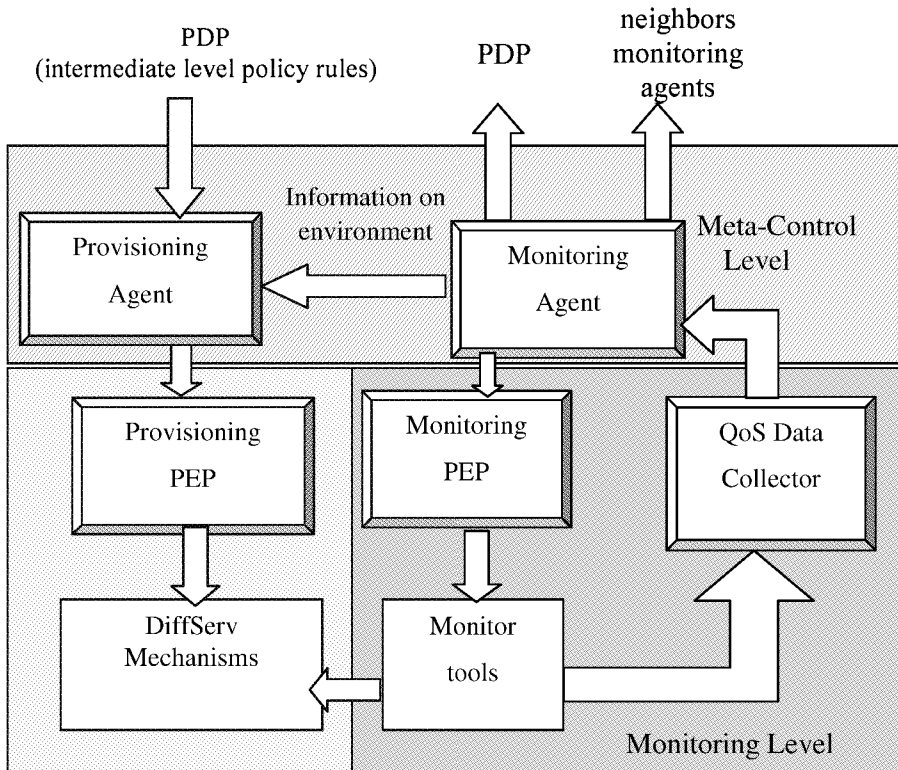 PDP
(intermediate level policy rules)
PDP
neighbors
monitoring
agents
Information on
environment
Meta-Control
Level
Provisioning
Agent
Monitoring
Agent
Provisioning
PEP
Monitoring
PEP
QoS Data
Collector
DiffServ
Mechanisms
Monitor
tools
Monitoring Level